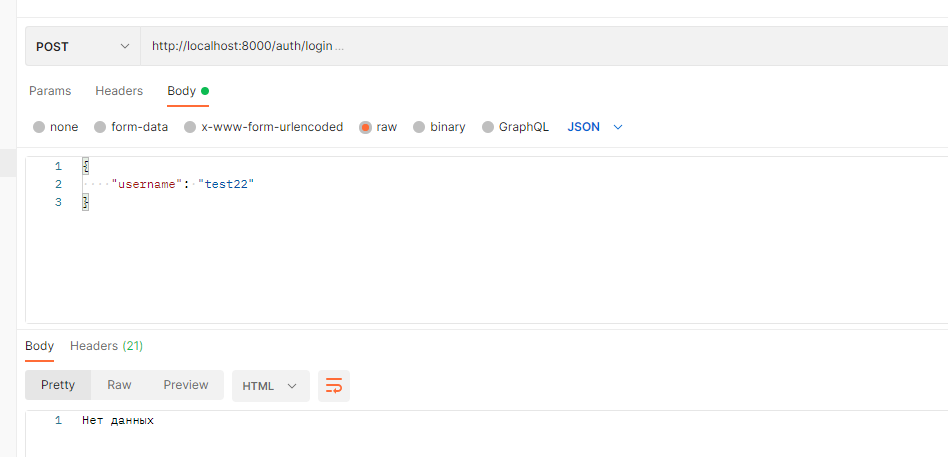 POST http://localhost:8000/auth/login ...
Params Headers Body
none form-data x-www-form-urlencoded raw binary GraphQL JSON
1 {
2 "username": "test22"
3 }
Body Headers (21)
Pretty Raw Preview HTML
1 Нет данных